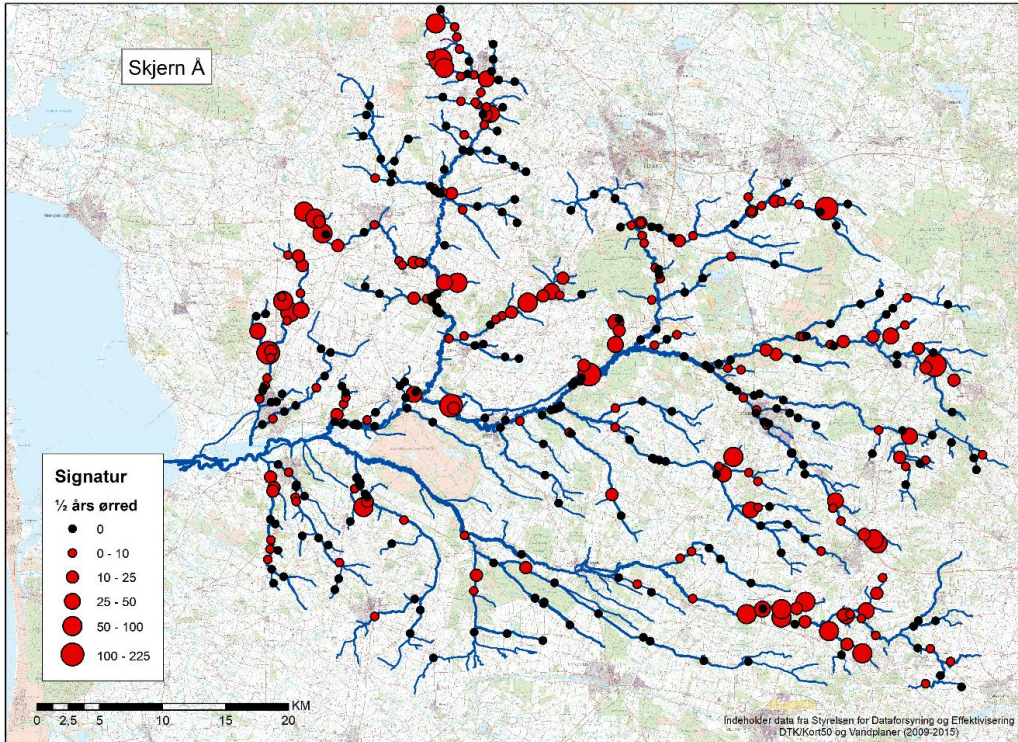 Skjern Å
Signatur
½ års ørred
0
0 - 10
10 - 25
25 - 50
50 - 100
100 - 225
KM
0 2.5 5 10 15 20
Indeholder data fra Styrelsen for Dataforsyning og Effektivisering
DTK/Kort50 og Vandplaner (2009-2015)